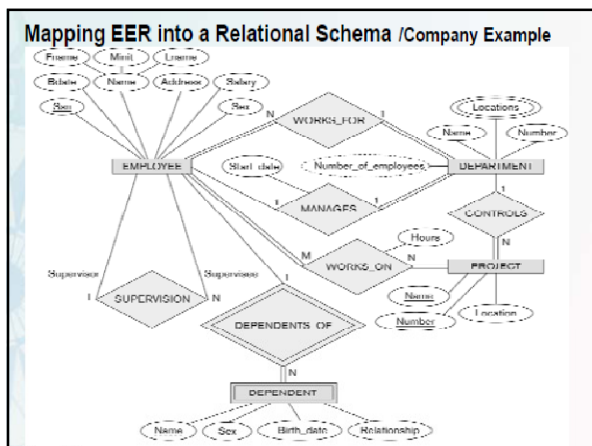 Mapping EER into a Relational Schema /Company Example
Fname Minit Lname
Bdate Name Address Salary
Ssn Sex
N WORKS_FOR 1
Locations
Name Number
EMPLOYEE
Start_date Number_of_employees
DEPARTMENT
1 MANAGES 1
1
CONTROLS
Hours
M WORKS_ON N
N
PROJECT
Supervisor Supervisee
1 SUPERVISION N
1
Name
Number Location
DEPENDENTS_OF
N
DEPENDENT
Name Sex Birth_date Relationship